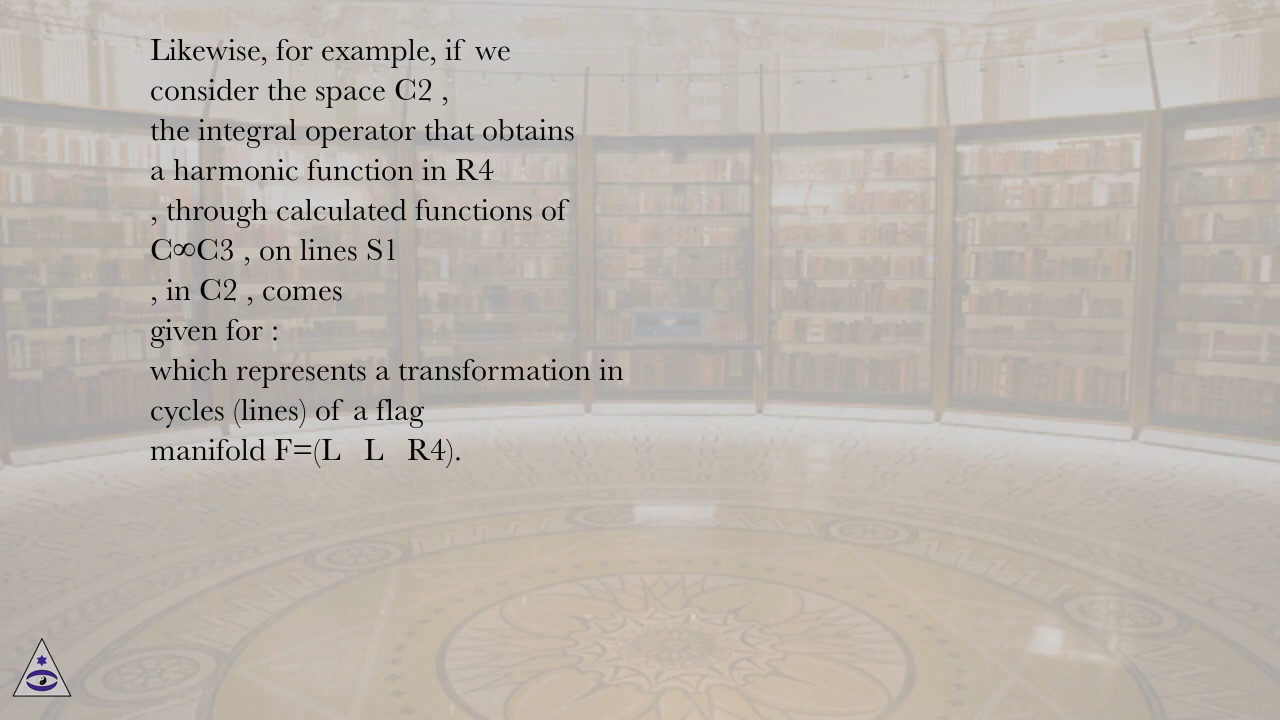 Likewise, for example, if we
consider the space C2 ,
the integral operator that obtains
a harmonic function in R4
, through calculated functions of
C∞C3 , on lines S1
, in C2 , comes
given for :
which represents a transformation in
cycles (lines) of a flag
manifold F=(L L R4).